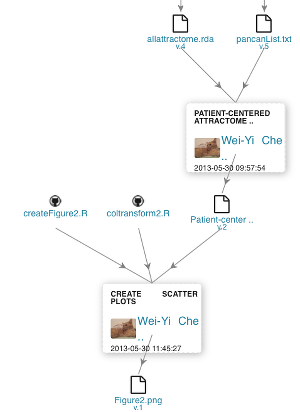 allattractome.rda
v.4
pancanList.txt
v.5
PATIENT-CENTERED
ATTRACTOME ..
Wei-Yi Che
..
2013-05-30 09:57:54
createFigure2.R
coltransform2.R
Patient-center ..
v.2
CREATE SCATTER
PLOTS
Wei-Yi Che
..
2013-05-30 11:45:27
Figure2.png
v.1